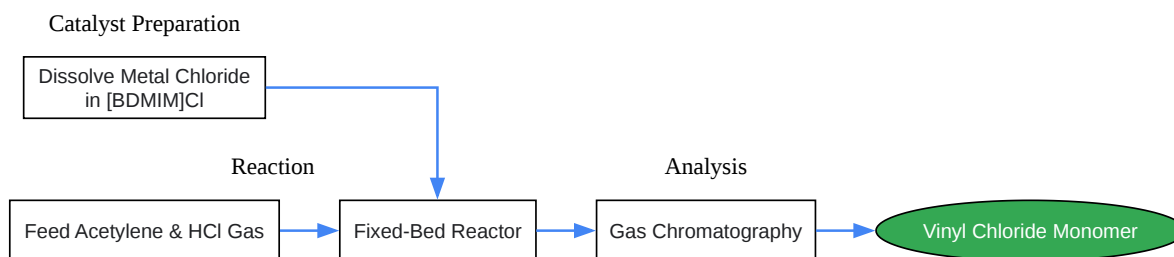 Catalyst Preparation
Dissolve Metal Chloride
in [BDMIM]Cl
Reaction
Analysis
Feed Acetylene & HCl Gas
Fixed-Bed Reactor
Gas Chromatography
Vinyl Chloride Monomer